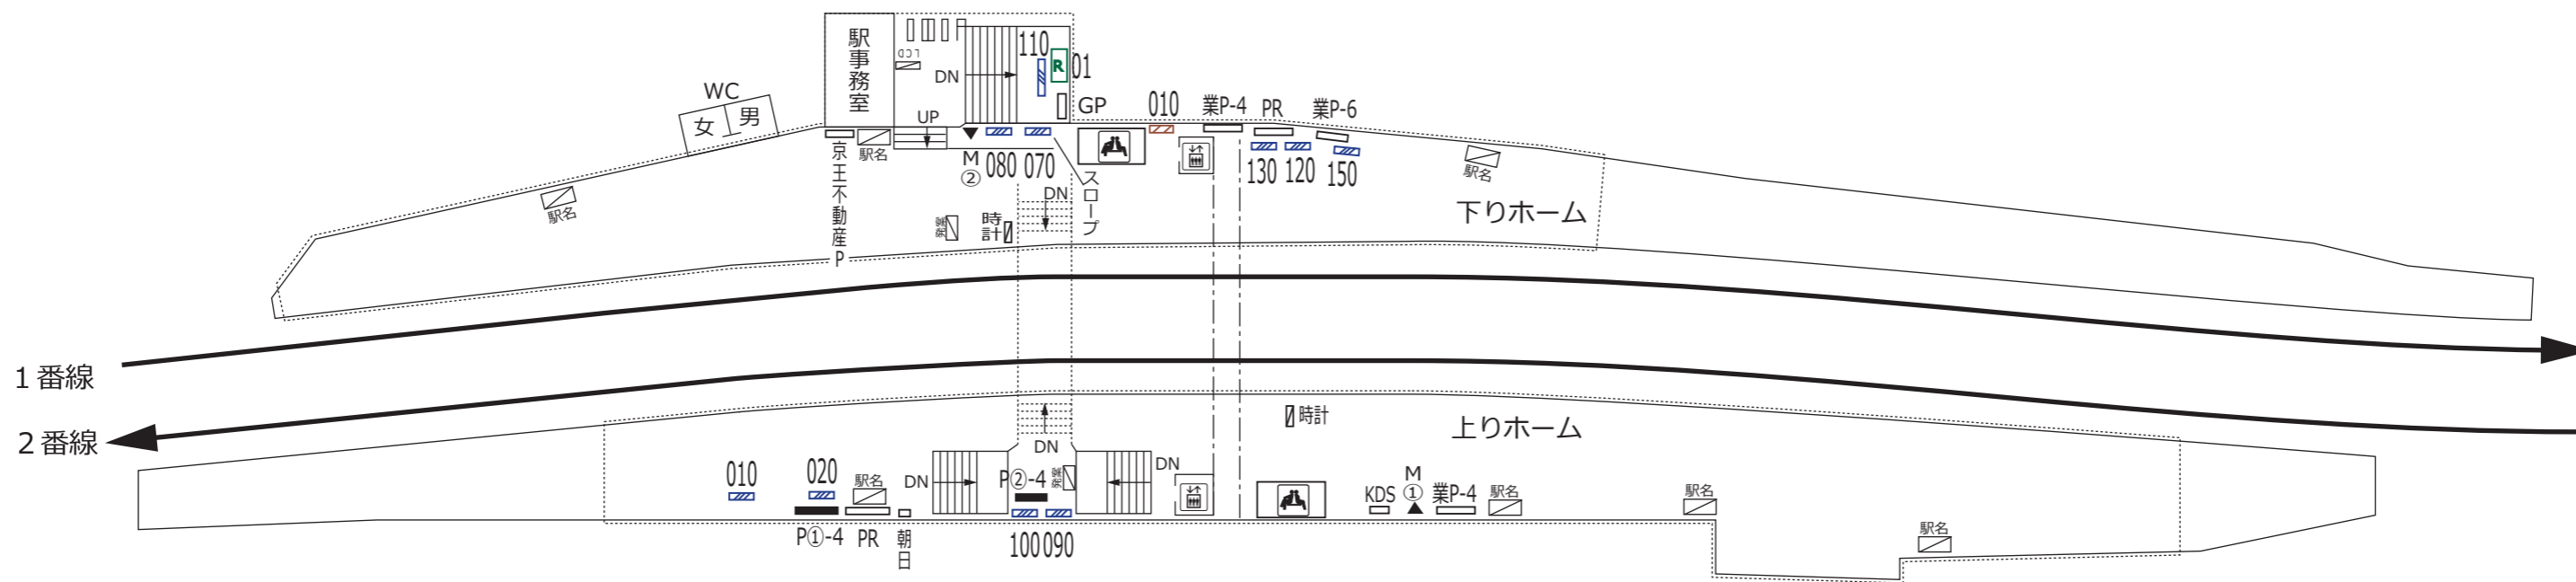 駅事務室
LCD
DN
110
R
01
WC
女 男
UP
GP
010
業P-4
PR
業P-6
京王不動産P
駅名
M
②
080 070
スロープ
130 120 150
駅名
駅名
DN
発案
時計
下りホーム
1番線
2番線
時計
上りホーム
010
020
駅名
DN
DN
P②-4
DN
KDS
M
①
業P-4
駅名
駅名
駅名
P①-4
PR
朝日
100 090